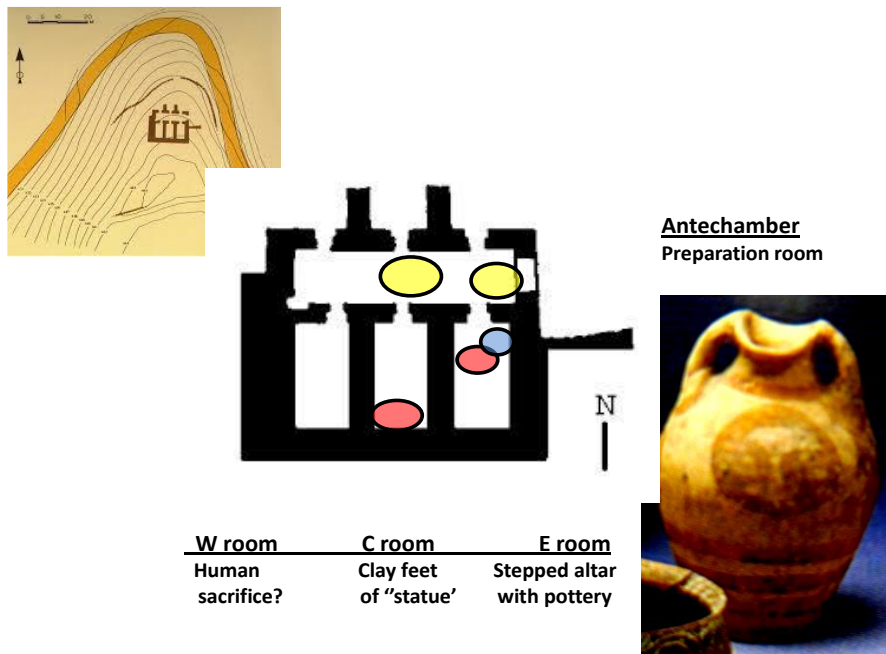 Antechamber
Preparation room
N
W room
C room
E room
Human
sacrifice?
Clay feet
of ‘’statue’
Stepped altar
with pottery